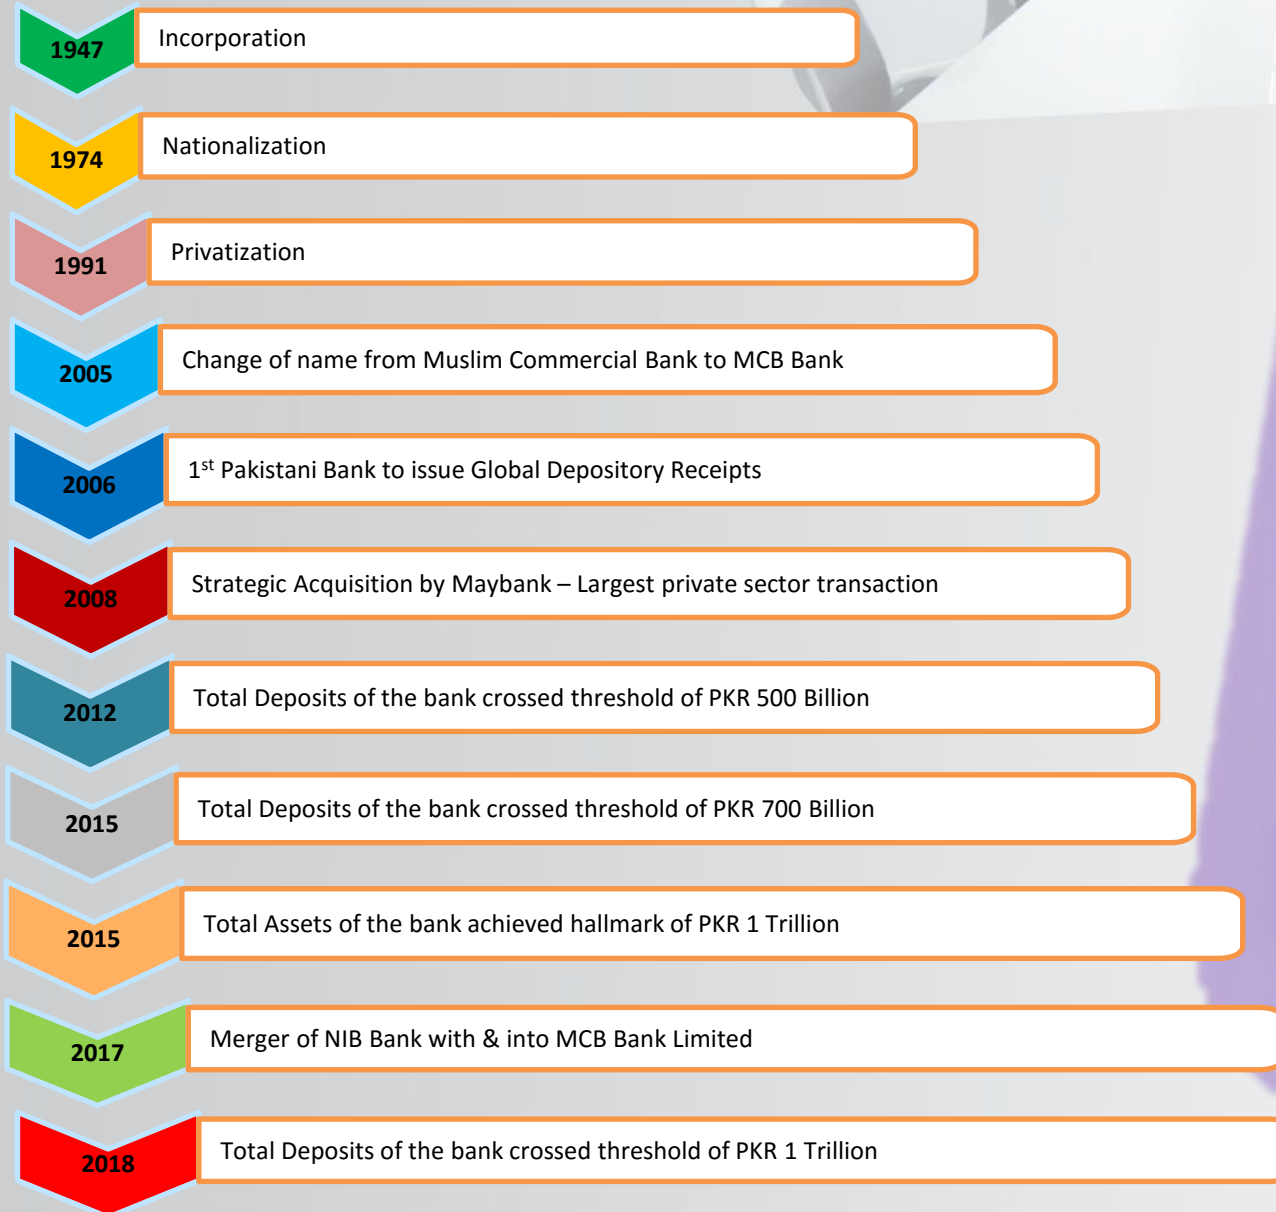 1947 Incorporation
1974 Nationalization
1991 Privatization
2005 Change of name from Muslim Commercial Bank to MCB Bank
2006 1st Pakistani Bank to issue Global Depository Receipts
2008 Strategic Acquisition by Maybank – Largest private sector transaction
2012 Total Deposits of the bank crossed threshold of PKR 500 Billion
2015 Total Deposits of the bank crossed threshold of PKR 700 Billion
2015 Total Assets of the bank achieved hallmark of PKR 1 Trillion
2017 Merger of NIB Bank with & into MCB Bank Limited
2018 Total Deposits of the bank crossed threshold of PKR 1 Trillion